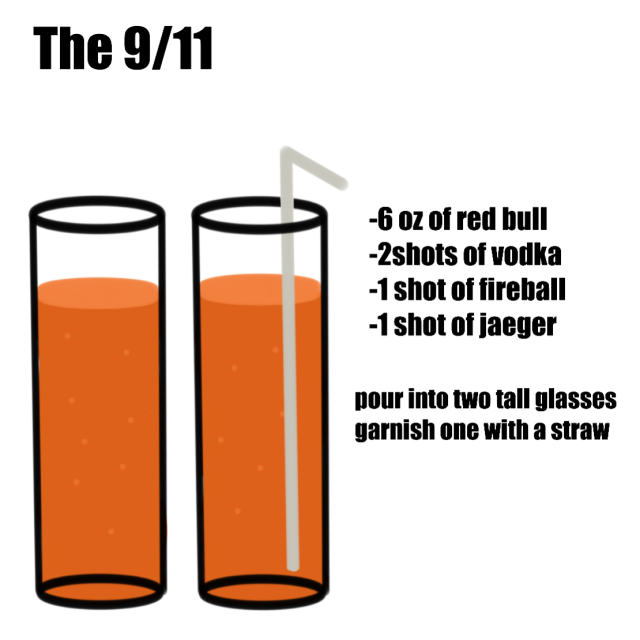 The 9/11
-6 oz of red bull
-2shots of vodka
-1 shot of fireball
-1 shot of jaeger
pour into two tall glasses
garnish one with a straw